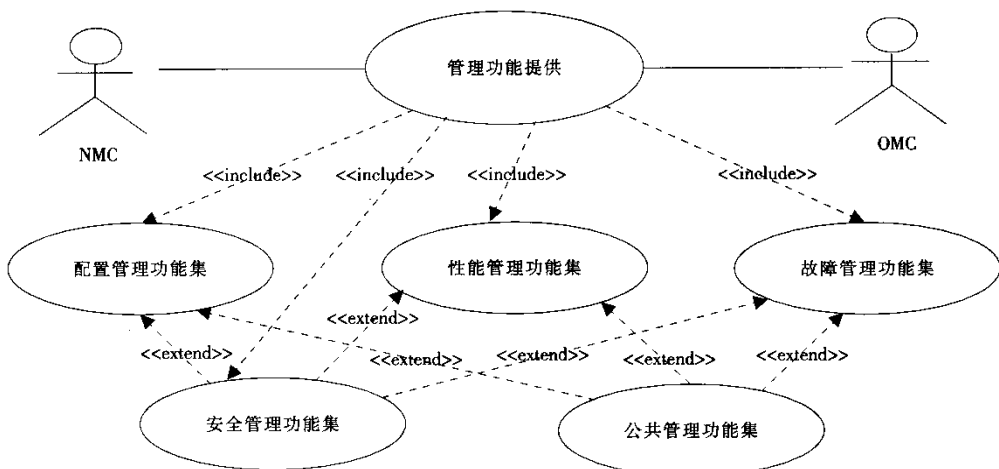 管理功能提供
NMC
OMC
<<include>>
<<include>>
<<include>>
<<include>>
配置管理功能集
性能管理功能集
故障管理功能集
<<extend>>
<<extend>>
<<extend>>
<<extend>>
<<extend>>
<<extend>>
安全管理功能集
公共管理功能集